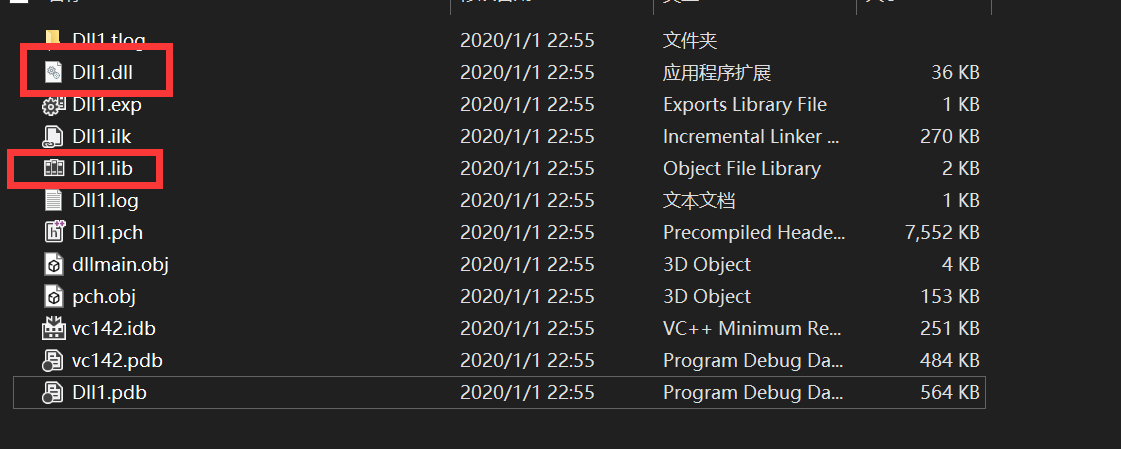 Dll1.tlog 2020/1/1 22:55 文件夹
Dll1.dll 2020/1/1 22:55 应用程序扩展 36 KB
Dll1.exp 2020/1/1 22:55 Exports Library File 1 KB
Dll1.ilk 2020/1/1 22:55 Incremental Linker ... 270 KB
Dll1.lib 2020/1/1 22:55 Object File Library 2 KB
Dll1.log 2020/1/1 22:55 文本文档 1 KB
Dll1.pch 2020/1/1 22:55 Precompiled Heade... 7,552 KB
dllmain.obj 2020/1/1 22:55 3D Object 4 KB
pch.obj 2020/1/1 22:55 3D Object 153 KB
vc142.idb 2020/1/1 22:55 VC++ Minimum Re... 251 KB
vc142.pdb 2020/1/1 22:55 Program Debug Da... 484 KB
Dll1.pdb 2020/1/1 22:55 Program Debug Da... 564 KB